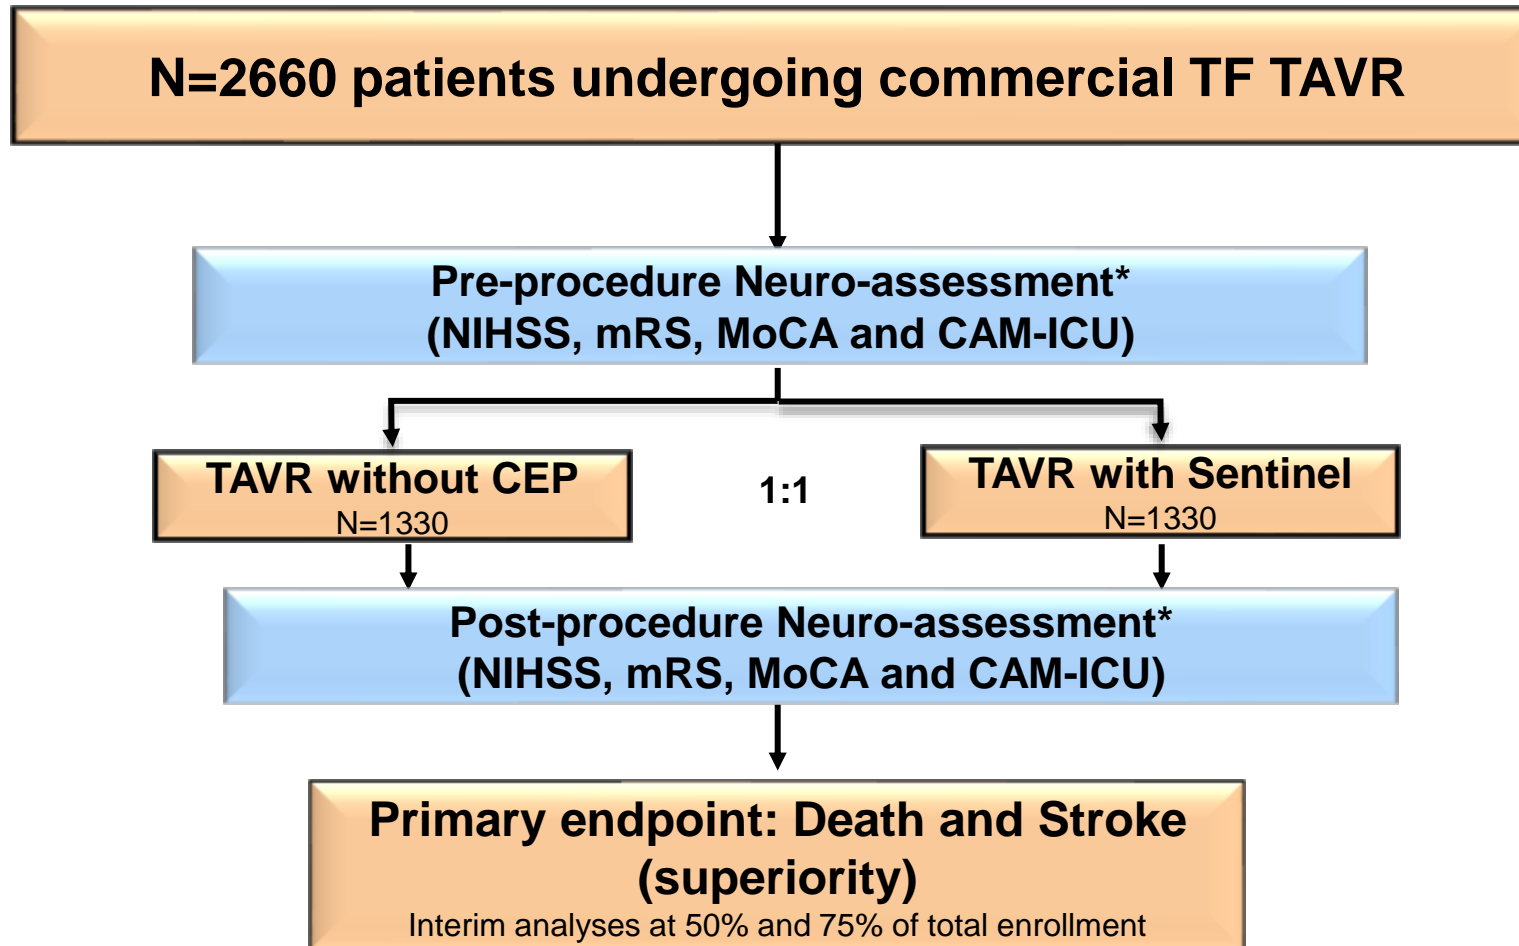 N=2660 patients undergoing commercial TF TAVR
Pre-procedure Neuro-assessment*
(NIHSS, mRS, MoCA and CAM-ICU)
TAVR without CEP
N=1330
1:1
TAVR with Sentinel
N=1330
Post-procedure Neuro-assessment*
(NIHSS, mRS, MoCA and CAM-ICU)
Primary endpoint: Death and Stroke
(superiority)
Interim analyses at 50% and 75% of total enrollment